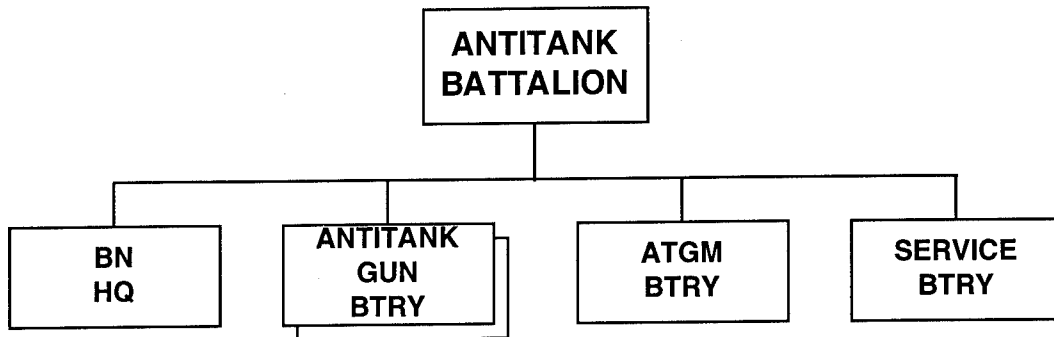 ANTITANK
BATTALION
BN
HQ
ANTITANK
GUN
BTRY
ATGM
BTRY
SERVICE
BTRY